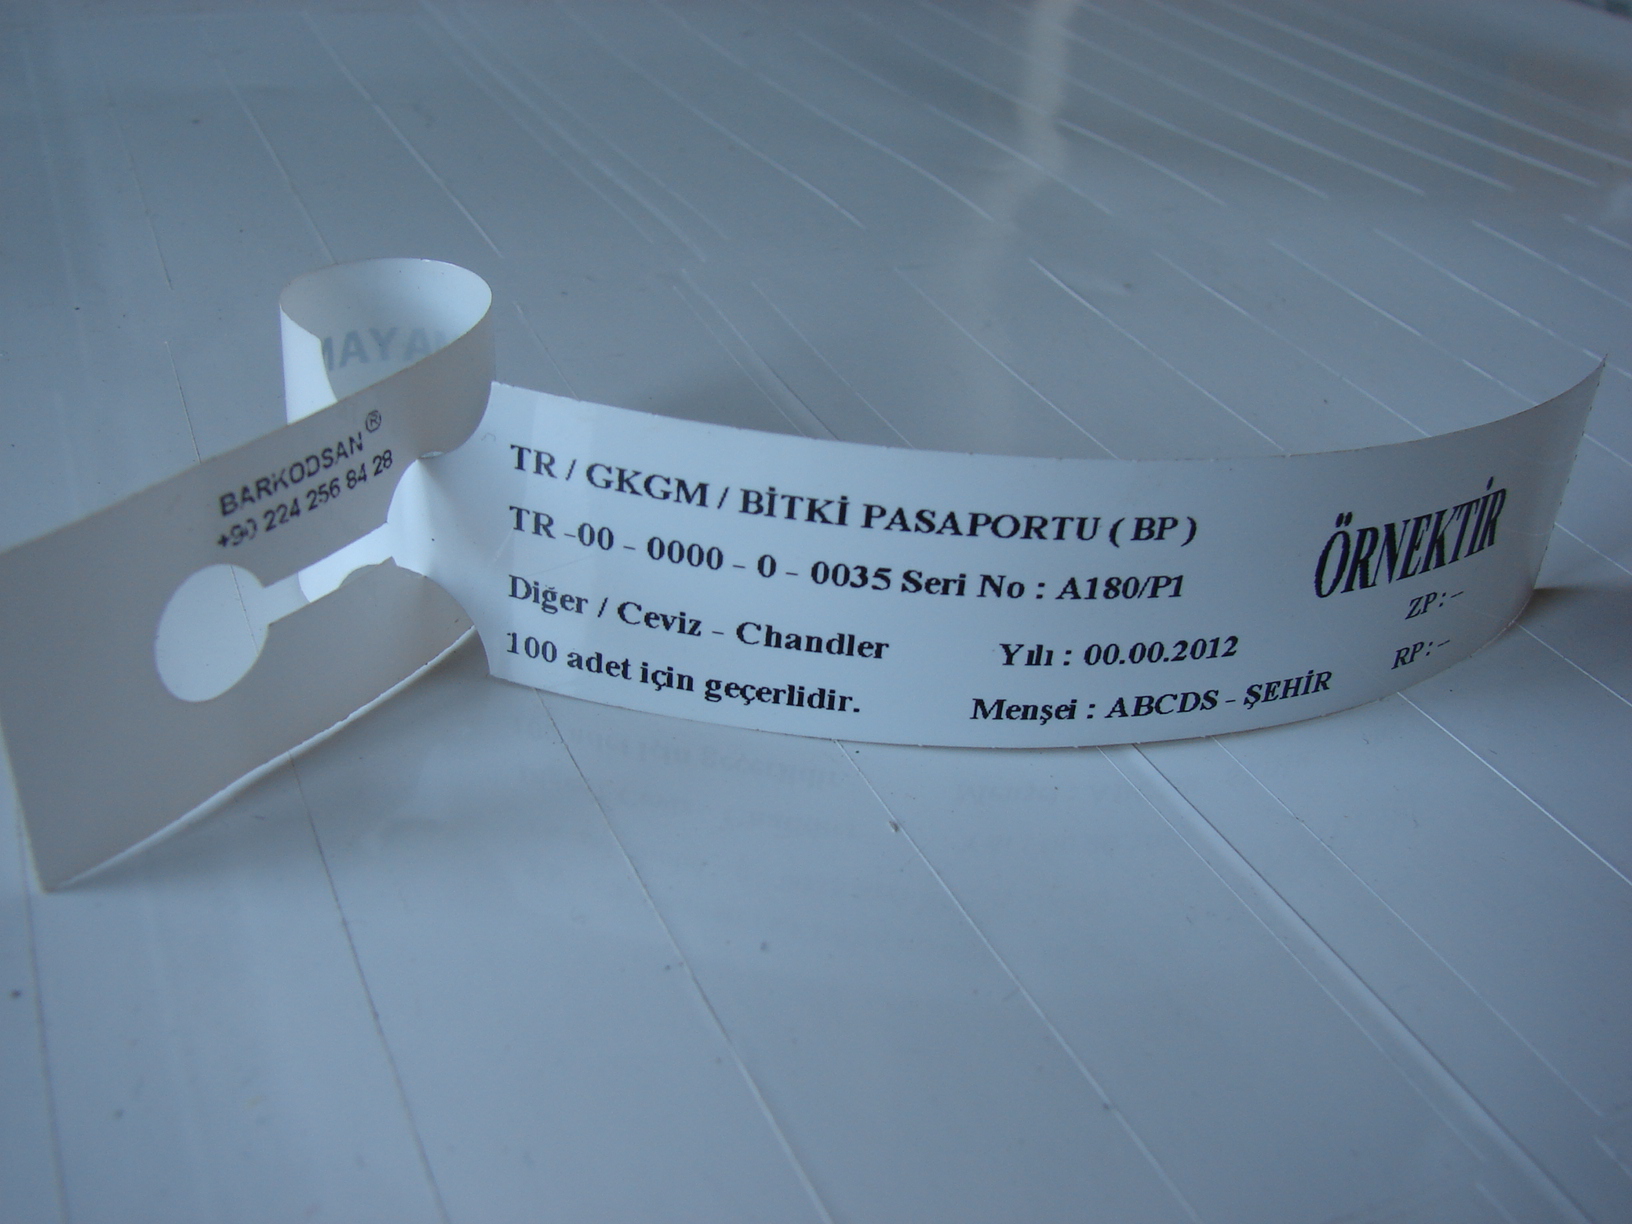 BARKODSAN®
+90 224 256 84 28
TR / GKGM / BİTKİ PASAPORTU ( BP )
TR -00 - 0000 - 0 - 0035 Seri No : A180/P1
Diğer / Ceviz - Chandler Yılı : 00.00.2012
100 adet için geçerlidir. Menşei : ABCDS - ŞEHİR
ÖRNEKTİR
ZP: -
RP: -